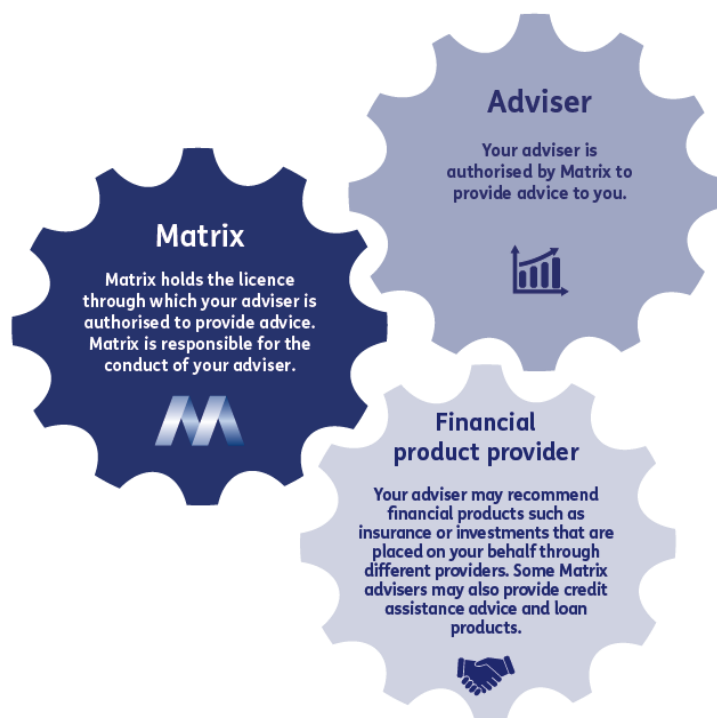 Adviser
Your adviser is
authorised by Matrix to
provide advice to you.
Matrix
Matrix holds the licence
through which your adviser is
authorised to provide advice.
Matrix is responsible for the
conduct of your adviser.
M
Financial
product provider
Your adviser may recommend
financial products such as
insurance or investments that are
placed on your behalf through
different providers. Some Matrix
advisers may also provide credit
assistance advice and loan
products.